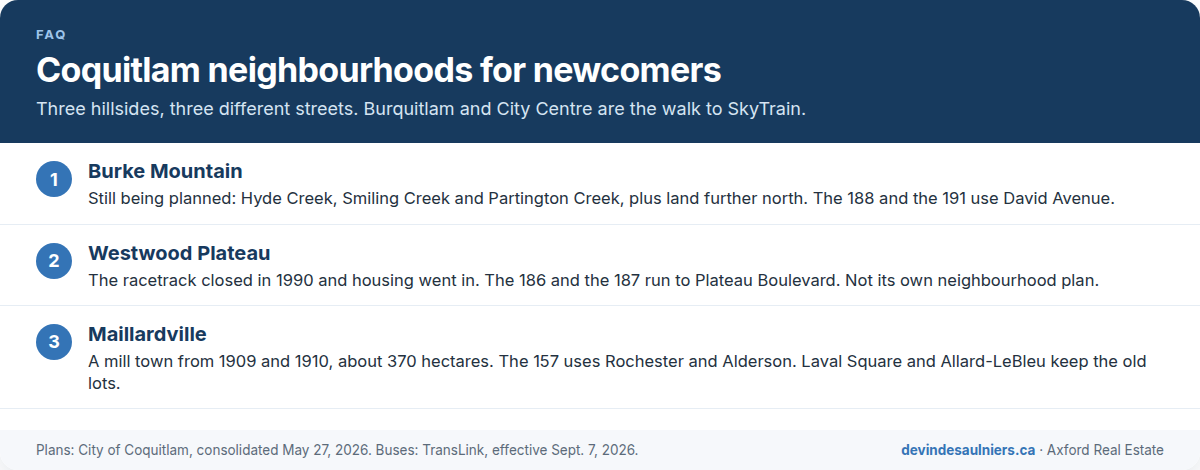 FAQ
Coquitlam neighbourhoods for newcomers
Three hillsides, three different streets. Burquitlam and City Centre are the walk to SkyTrain.
1
Burke Mountain
Still being planned: Hyde Creek, Smiling Creek and Partington Creek, plus land further north. The 188 and the 191 use David Avenue.
2
Westwood Plateau
The racetrack closed in 1990 and housing went in. The 186 and the 187 run to Plateau Boulevard. Not its own neighbourhood plan.
3
Maillardville
A mill town from 1909 and 1910, about 370 hectares. The 157 uses Rochester and Alderson. Laval Square and Allard-LeBleu keep the old
lots.
Plans: City of Coquitlam, consolidated May 27, 2026. Buses: TransLink, effective Sept. 7, 2026.
devindesaulniers.ca · Axford Real Estate